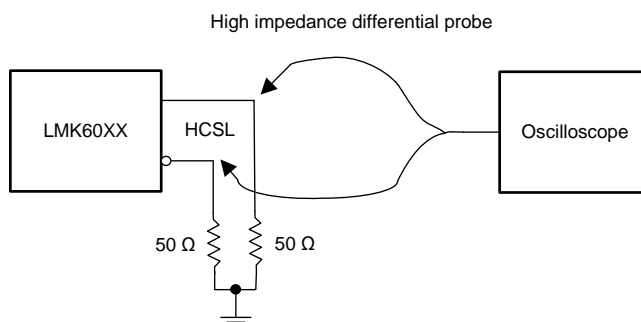 High impedance differential probe
LMK60XX
HCSL
Oscilloscope
50 Ω
50 Ω